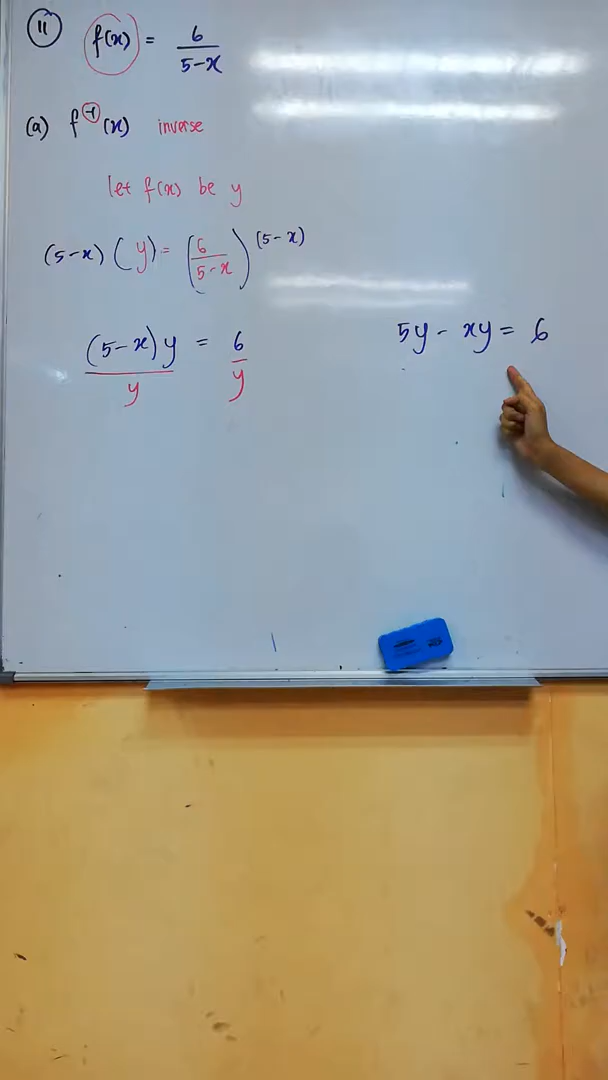 11 f(x) = 6 / (5-x)
(a) f⁻¹(x) inverse
let f(x) be y
(5-x) (y) = (6 / (5-x)) (5-x)
(5-x)y / y = 6 / y
5y - xy = 6